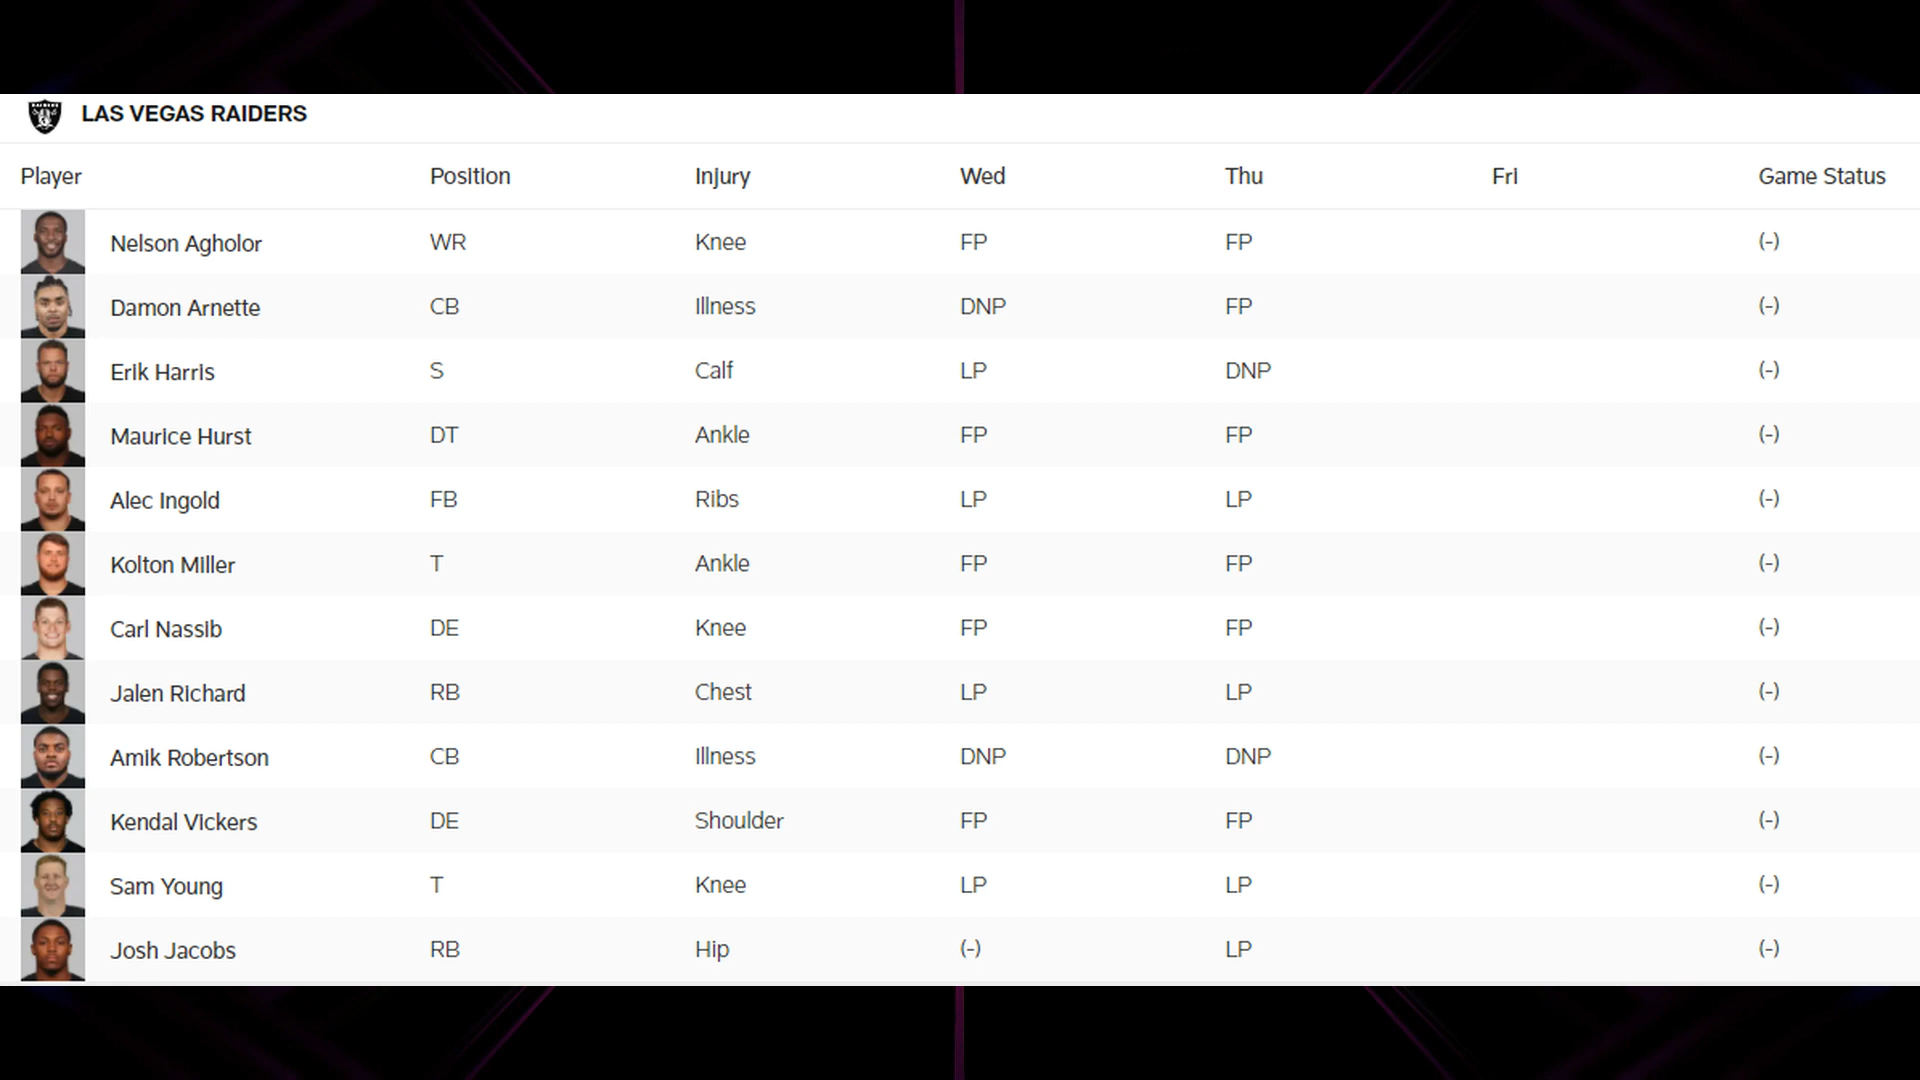 LAS VEGAS RAIDERS
Player Position Injury Wed Thu Fri Game Status
Nelson Agholor WR Knee FP FP (-)
Damon Arnette CB Illness DNP FP (-)
Erik Harris S Calf LP DNP (-)
Maurice Hurst DT Ankle FP FP (-)
Alec Ingold FB Ribs LP LP (-)
Kolton Miller T Ankle FP FP (-)
Carl Nassib DE Knee FP FP (-)
Jalen Richard RB Chest LP LP (-)
Amik Robertson CB Illness DNP DNP (-)
Kendal Vickers DE Shoulder FP FP (-)
Sam Young T Knee LP LP (-)
Josh Jacobs RB Hip (-) LP (-)